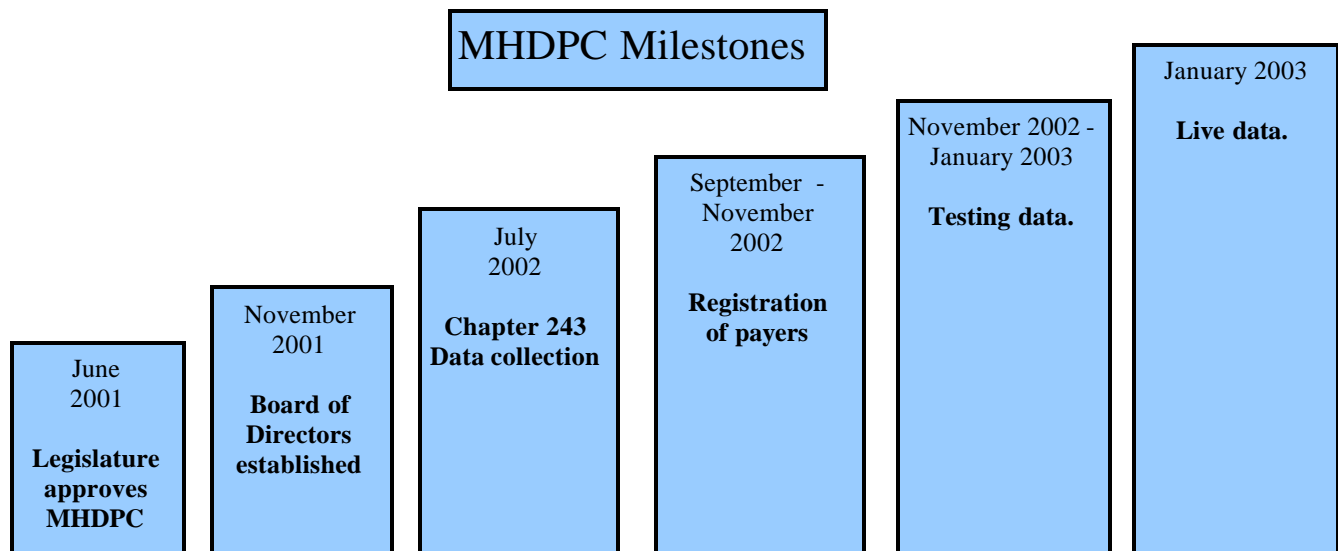 MHDPC Milestones
June
2001
Legislature
approves
MHDPC
November
2001
Board of
Directors
established
July
2002
Chapter 243
Data collection
September -
November
2002
Registration
of payers
November 2002 -
January 2003
Testing data.
January 2003
Live data.